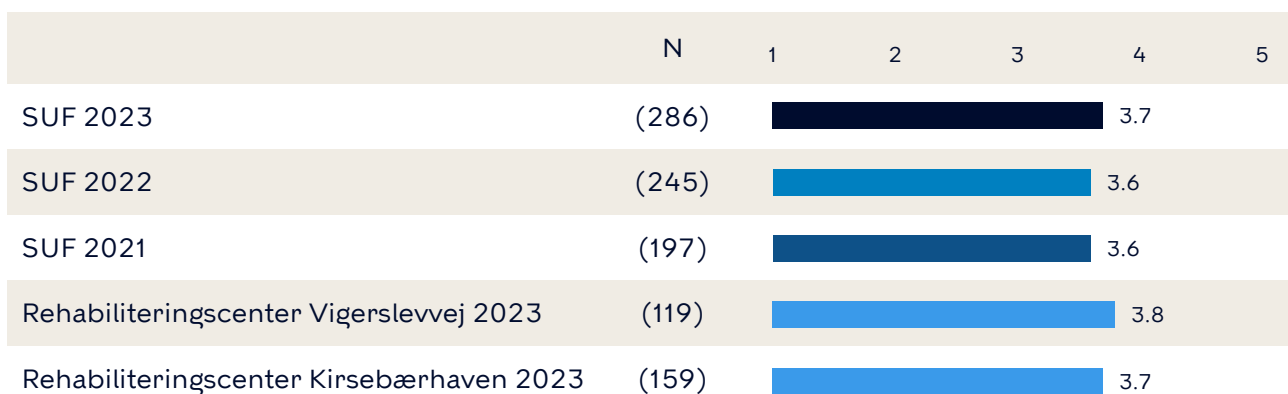 N 1 2 3 4 5
SUF 2023 (286) 3.7
SUF 2022 (245) 3.6
SUF 2021 (197) 3.6
Rehabiliteringscenter Vigerslevvej 2023 (119) 3.8
Rehabiliteringscenter Kirsebærhaven 2023 (159) 3.7